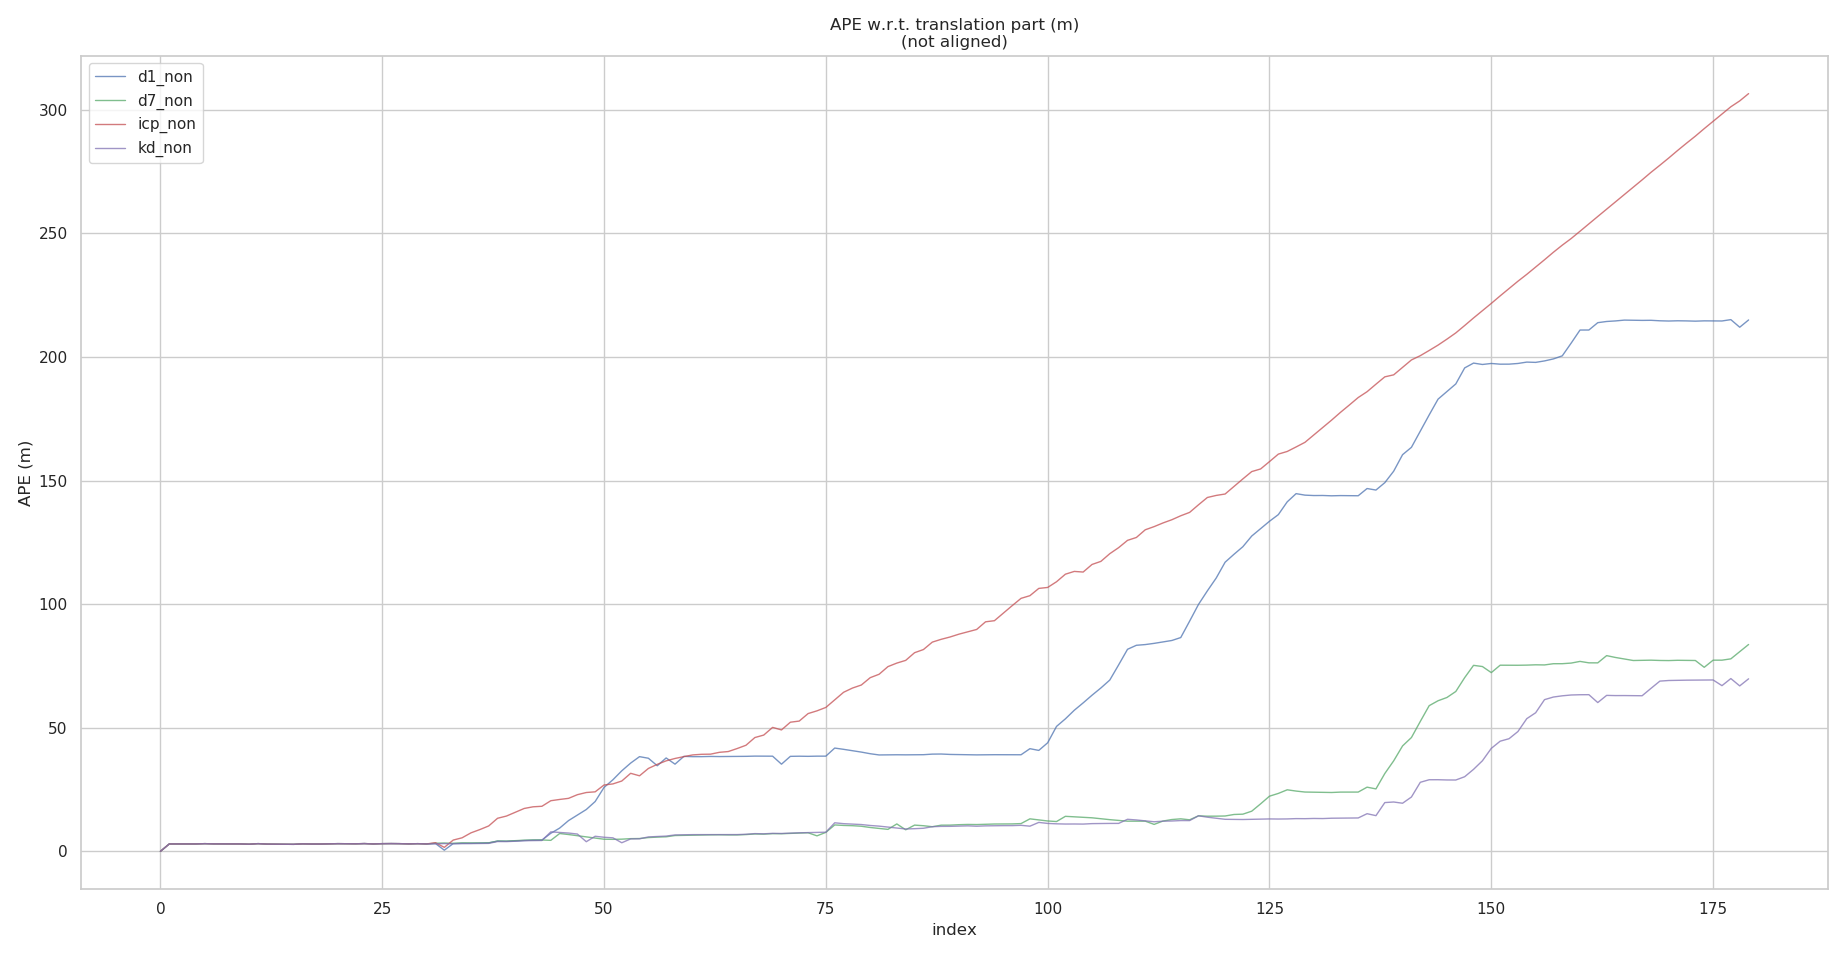 APE w.r.t. translation part (m)
(not aligned)
d1_non
d7_non
icp_non
kd_non
APE (m)
300
250
200
150
100
50
0
0 25 50 75 100 125 150 175
index